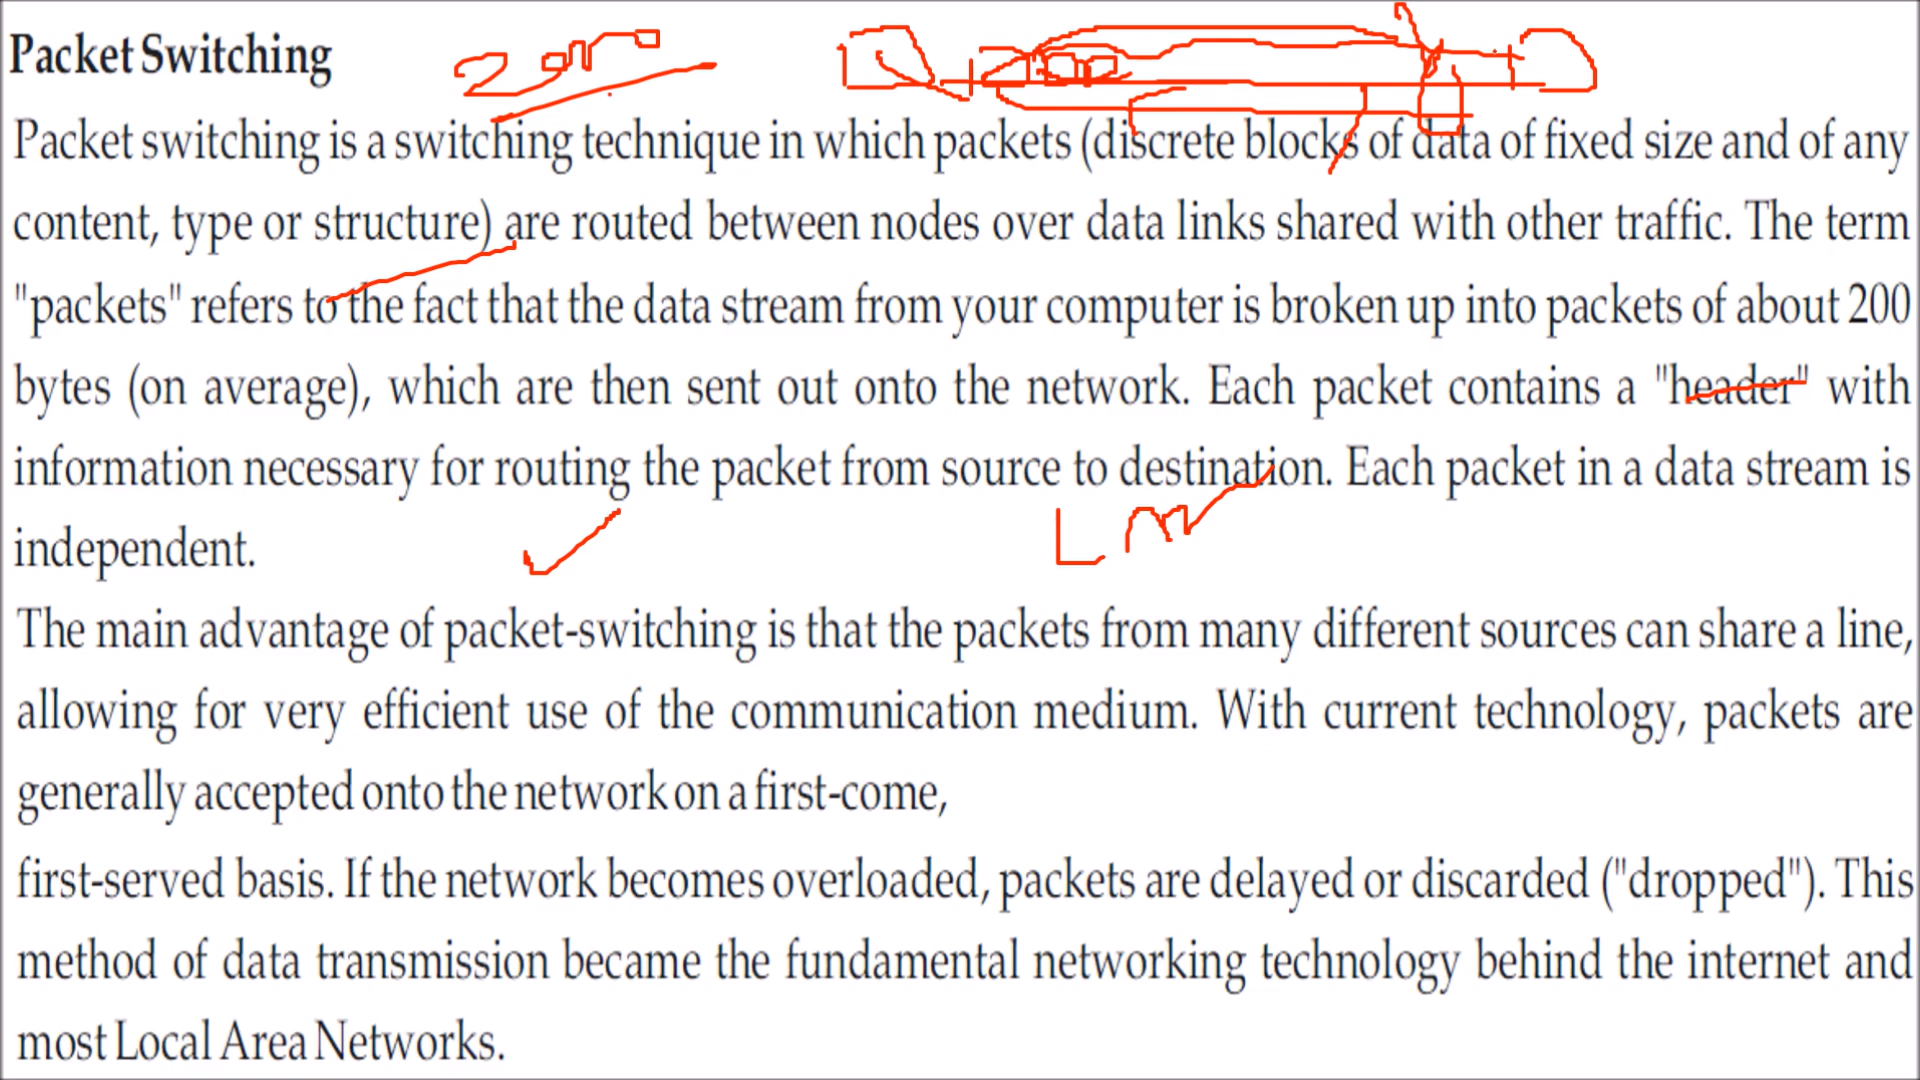 Packet Switching
Packet switching is a switching technique in which packets (discrete blocks of data of fixed size and of any
content, type or structure) are routed between nodes over data links shared with other traffic. The term
"packets" refers to the fact that the data stream from your computer is broken up into packets of about 200
bytes (on average), which are then sent out onto the network. Each packet contains a "header" with
information necessary for routing the packet from source to destination. Each packet in a data stream is
independent.
The main advantage of packet-switching is that the packets from many different sources can share a line,
allowing for very efficient use of the communication medium. With current technology, packets are
generally accepted onto the network on a first-come,
first-served basis. If the network becomes overloaded, packets are delayed or discarded ("dropped"). This
method of data transmission became the fundamental networking technology behind the internet and
most Local Area Networks.